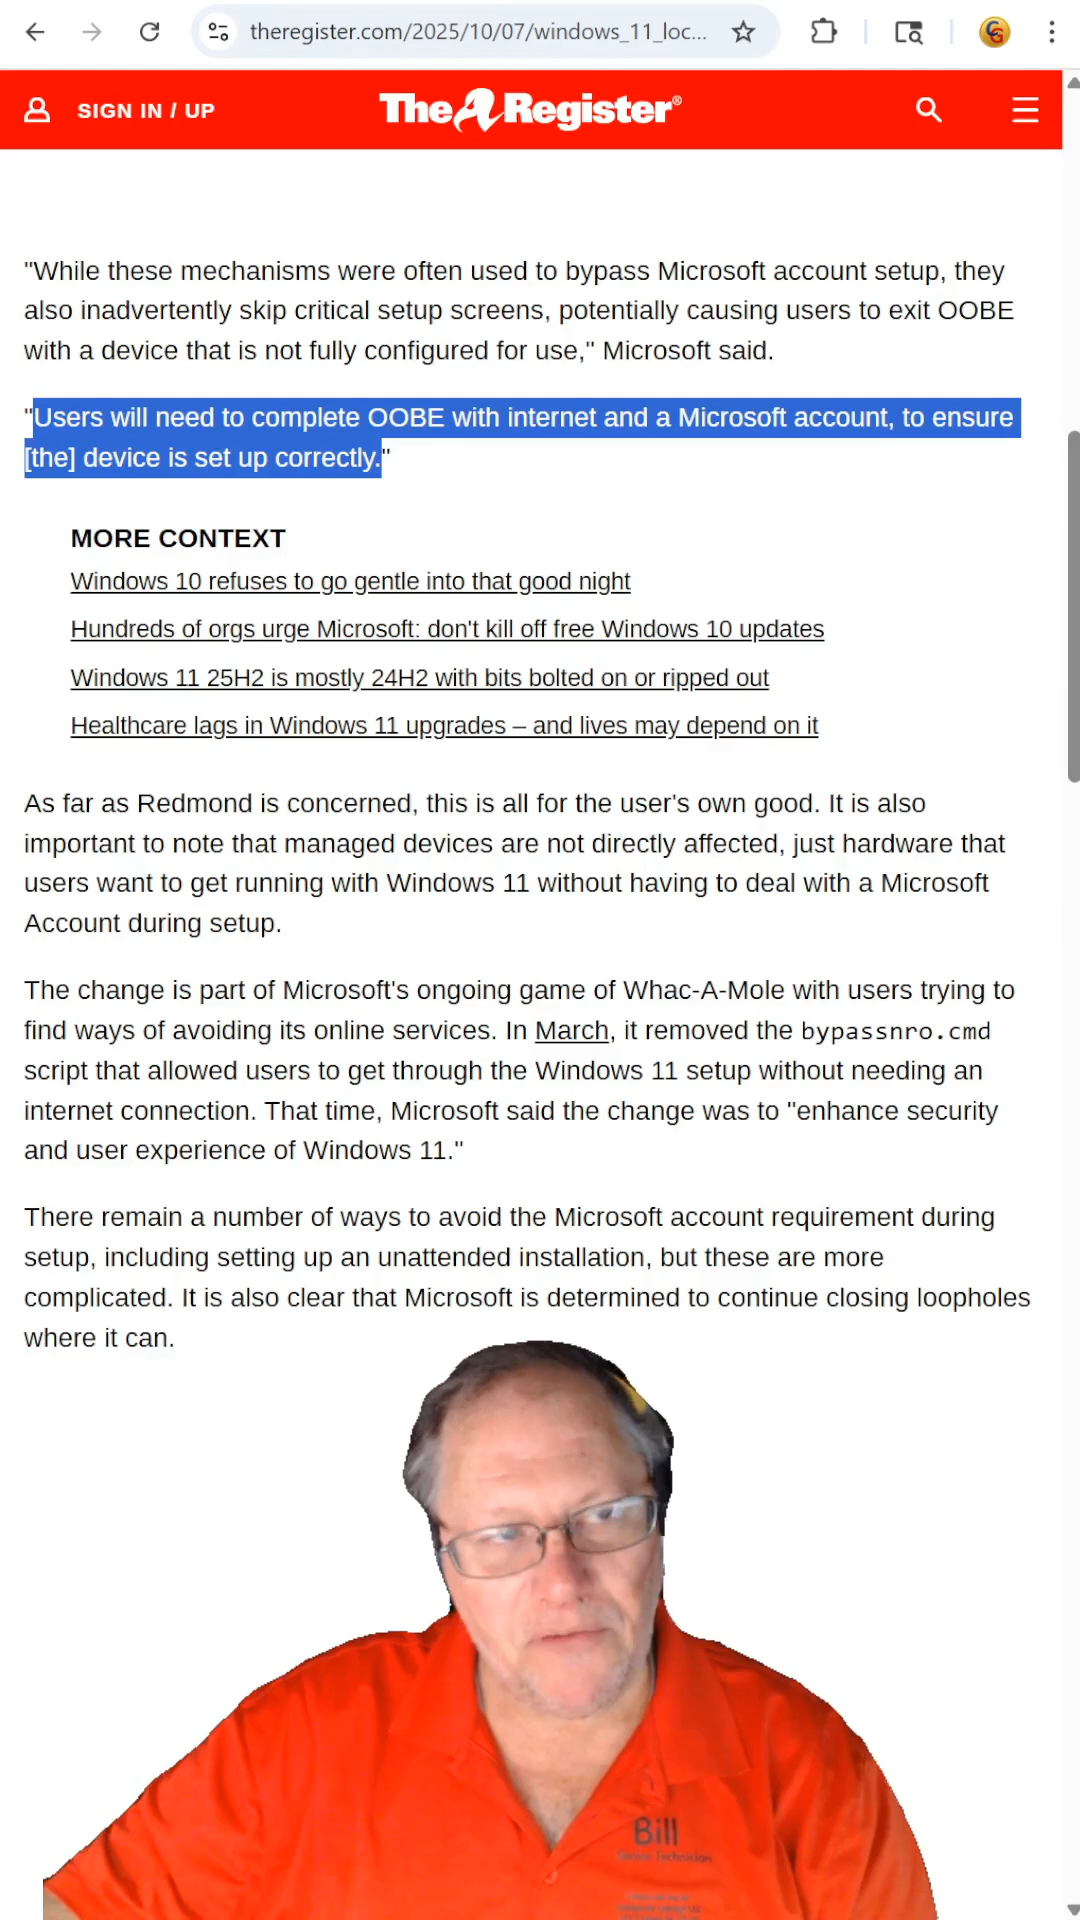 theregister.com/2025/10/07/windows_11_loc...
SIGN IN / UP
The Register®
"While these mechanisms were often used to bypass Microsoft account setup, they
also inadvertently skip critical setup screens, potentially causing users to exit OOBE
with a device that is not fully configured for use," Microsoft said.
"Users will need to complete OOBE with internet and a Microsoft account, to ensure
[the] device is set up correctly."
MORE CONTEXT
Windows 10 refuses to go gentle into that good night
Hundreds of orgs urge Microsoft: don't kill off free Windows 10 updates
Windows 11 25H2 is mostly 24H2 with bits bolted on or ripped out
Healthcare lags in Windows 11 upgrades – and lives may depend on it
As far as Redmond is concerned, this is all for the user's own good. It is also
important to note that managed devices are not directly affected, just hardware that
users want to get running with Windows 11 without having to deal with a Microsoft
Account during setup.
The change is part of Microsoft's ongoing game of Whac-A-Mole with users trying to
find ways of avoiding its online services. In March, it removed the bypassnro.cmd
script that allowed users to get through the Windows 11 setup without needing an
internet connection. That time, Microsoft said the change was to "enhance security
and user experience of Windows 11."
There remain a number of ways to avoid the Microsoft account requirement during
setup, including setting up an unattended installation, but these are more
complicated. It is also clear that Microsoft is determined to continue closing loopholes
where it can.
Bill